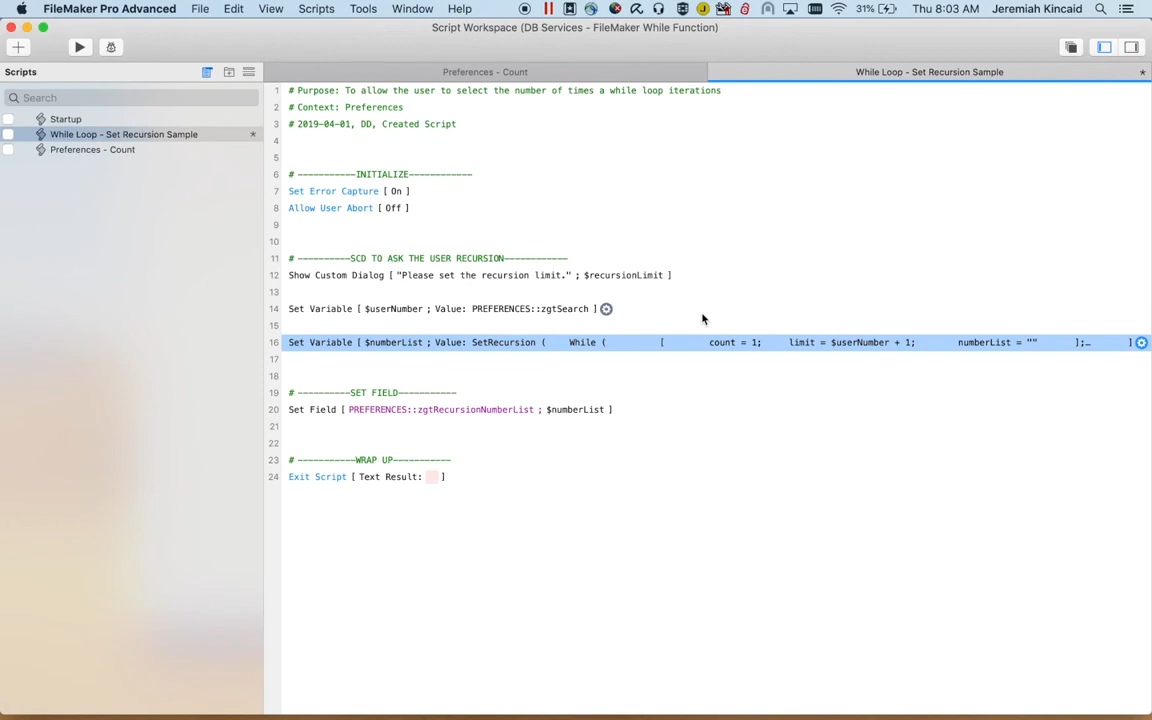 FileMaker Pro Advanced File Edit View Insert Scripts Tools Window Help 31% Thu 8:03 AM Jeremiah Kincaid
Script Workspace (DB Services - FileMaker While Function)
Scripts
Preferences - Count
While Loop - Set Recursion Sample *
Search
Startup
While Loop - Set Recursion Sample *
Preferences - Count
1 # Purpose: To allow the user to select the number of times a while loop iterations
2 # Context: Preferences
3 # 2019-04-01, DD, Created Script
4
5
6 # -----------INITIALIZE------------
7 Set Error Capture [ On ]
8 Allow User Abort [ Off ]
9
10
11 # ----------SCD TO ASK THE USER RECURSION------------
12 Show Custom Dialog [ "Please set the recursion limit." ; $recursionLimit ]
13
14 Set Variable [ $userNumber ; Value: PREFERENCES::zgtSearch ]
15
16 Set Variable [ $numberList ; Value: SetRecursion ( While ( [ count = 1; limit = $userNumber + 1; numberList = "" ];… ]
17
18
19 # ----------SET FIELD-----------
20 Set Field [ PREFERENCES::zgtRecursionNumberList ; $numberList ]
21
22
23 # -----------WRAP UP-----------
24 Exit Script [ Text Result: ]